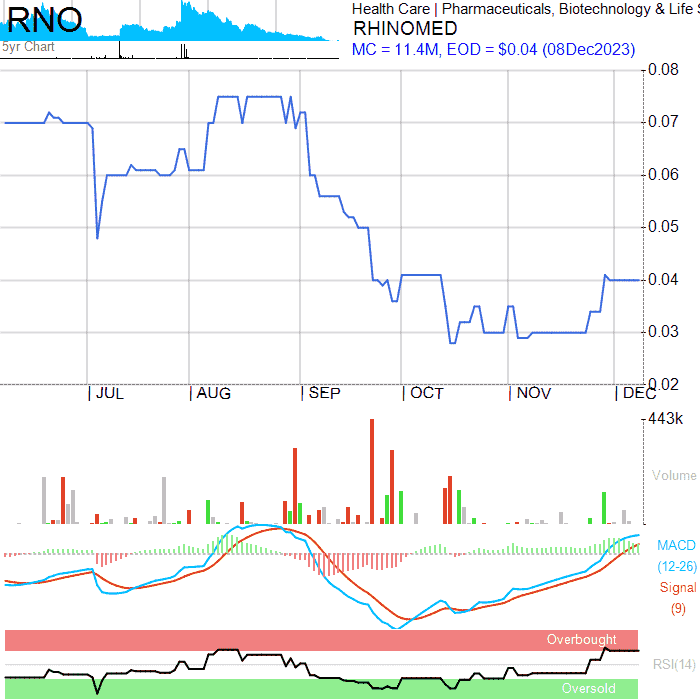 RNO
5yr Chart
Health Care | Pharmaceuticals, Biotechnology & Life S
RHINOMED
MC = 11.4M, EOD = $0.04 (08Dec2023)
0.08
0.07
0.06
0.05
0.04
0.03
0.02
JUL
AUG
SEP
OCT
NOV
DEC
443k
Volume
MACD
(12-26)
Signal
(9)
Overbought
RSI(14)
Oversold